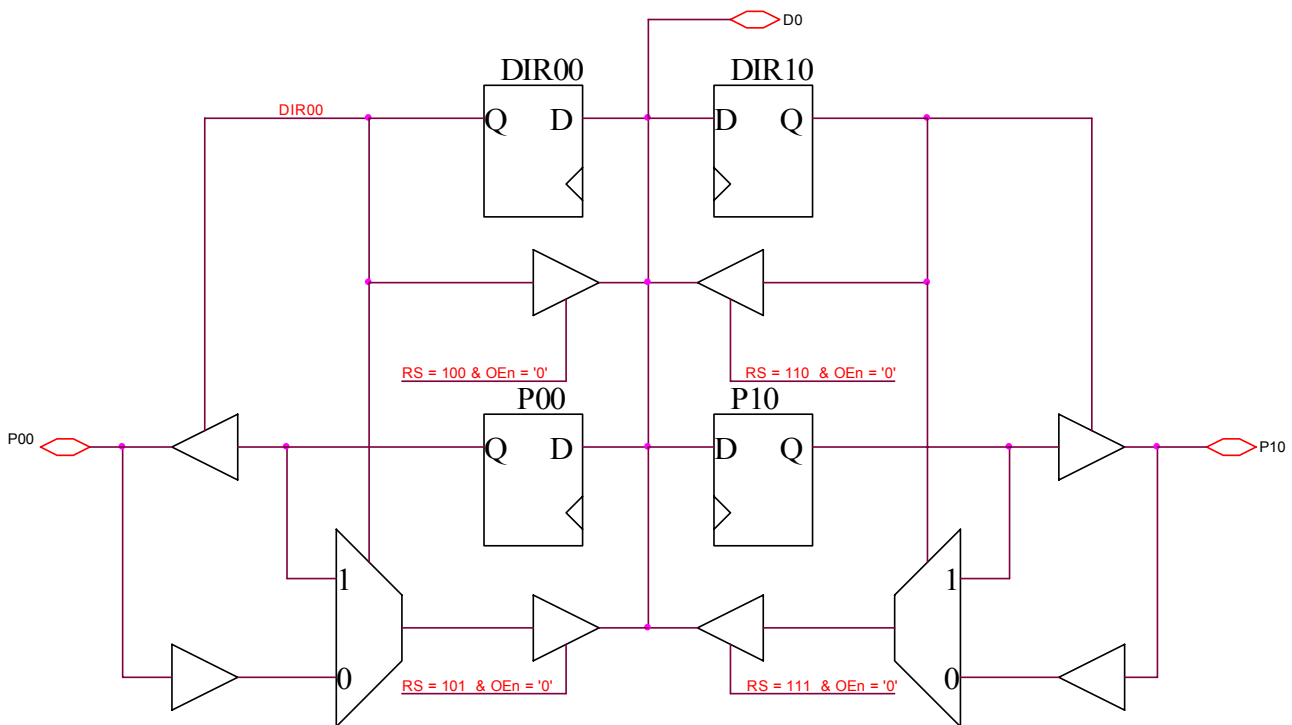 D0
DIR00 DIR10
DIR00
Q D D Q
RS = 100 & OEn = '0' RS = 110 & OEn = '0'
P00 P10
P00 Q D D Q P10
1 1
0 0
RS = 101 & OEn = '0' RS = 111 & OEn = '0'